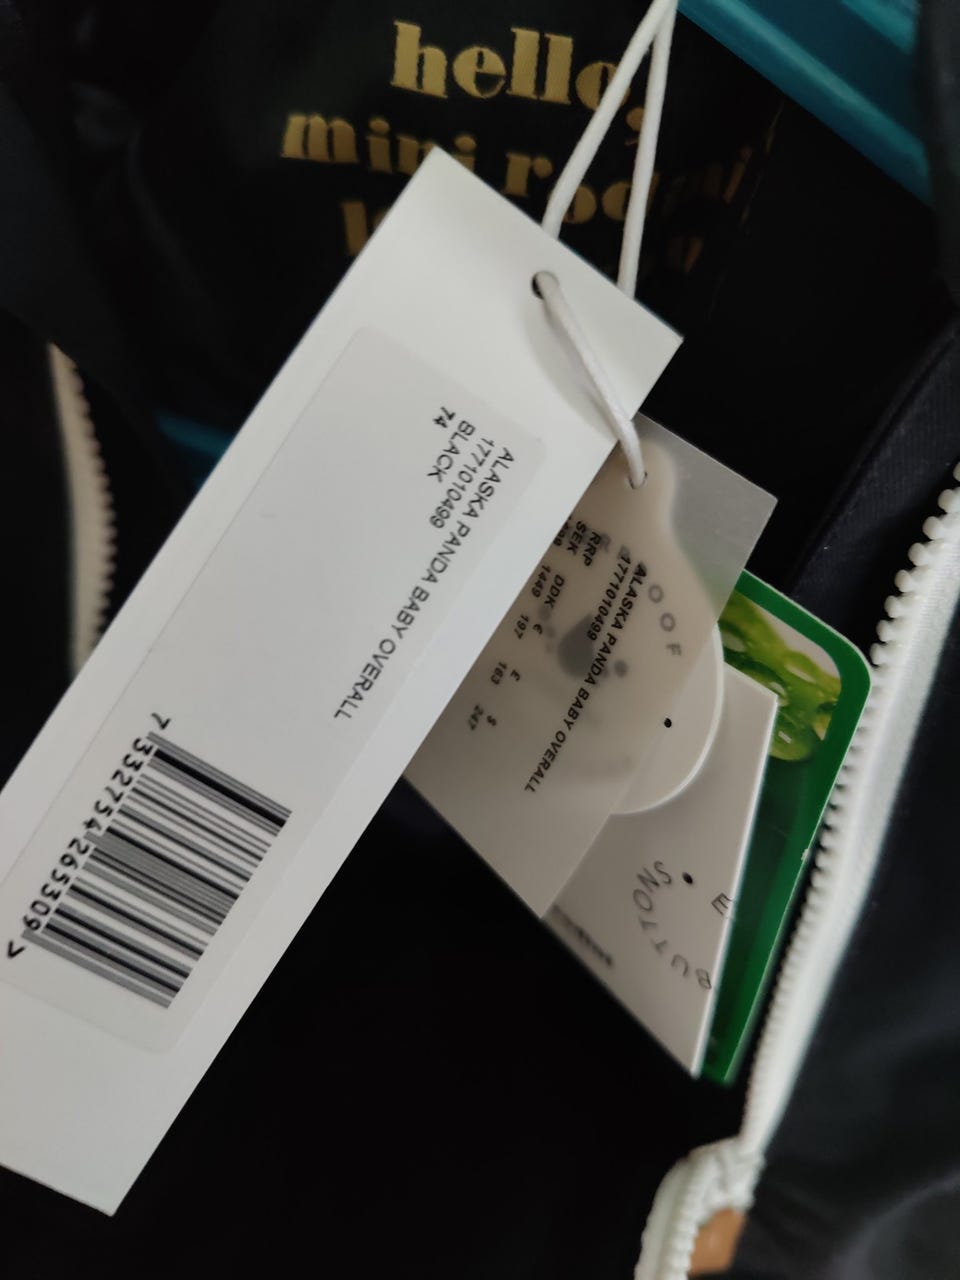 hello,
mini
ALASKA PANDA BABY OVERALL
1771010499
BLACK
74
7 332754 265309 >
ALASKA PANDA BABY OVERALL
1771010499
RRP
SEK DDK € £ $
1449 197 163 247
OOF
E
BUTTONS